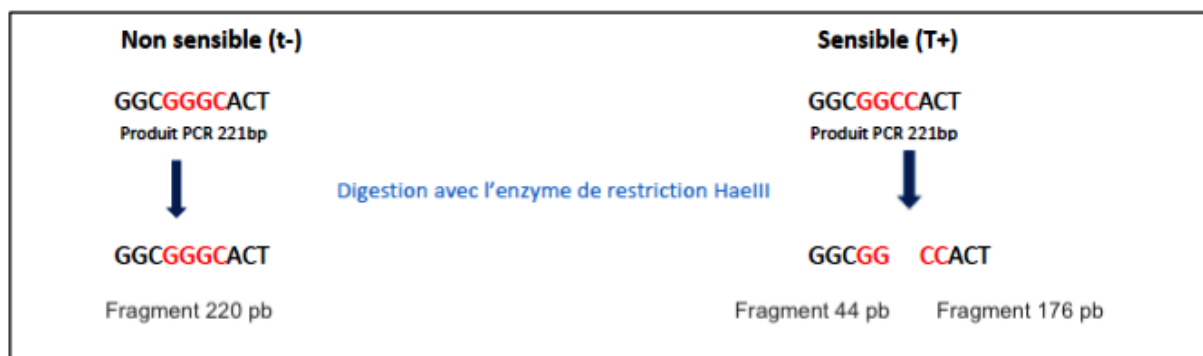 Non sensible (t-)
Sensible (T+)
GGCGGGCACT
GGCGGCCACT
Produit PCR 221bp
Produit PCR 221bp
Digestion avec l'enzyme de restriction HaeIII
GGCGGGCACT
GGCGG CCACT
Fragment 220 pb
Fragment 44 pb
Fragment 176 pb